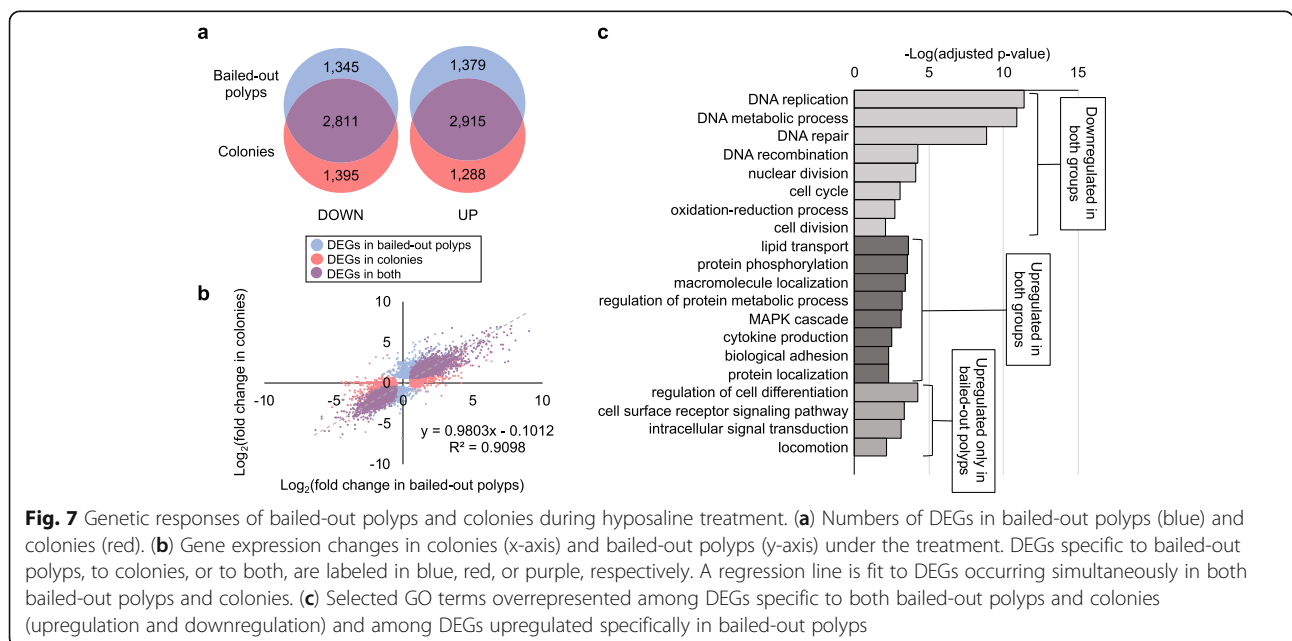 a
Bailed-out polyps
Colonies
1,345
2,811
1,395
DOWN
1,379
2,915
1,288
UP
DEGs in bailed-out polyps
DEGs in colonies
DEGs in both
b
Log2(fold change in colonies)
10
5
0
-5
-10
-10
-5
0
5
10
y = 0.9803x - 0.1012
R² = 0.9098
Log2(fold change in bailed-out polyps)
c
-Log(adjusted p-value)
0
5
10
15
DNA replication
DNA metabolic process
DNA repair
DNA recombination
nuclear division
cell cycle
oxidation-reduction process
cell division
lipid transport
protein phosphorylation
macromolecule localization
regulation of protein metabolic process
MAPK cascade
cytokine production
biological adhesion
protein localization
regulation of cell differentiation
cell surface receptor signaling pathway
intracellular signal transduction
locomotion
Downregulated in both groups
Upregulated in both groups
Upregulated only in bailed-out polyps
Fig. 7 Genetic responses of bailed-out polyps and colonies during hyposaline treatment. (a) Numbers of DEGs in bailed-out polyps (blue) and
colonies (red). (b) Gene expression changes in colonies (x-axis) and bailed-out polyps (y-axis) under the treatment. DEGs specific to bailed-out
polyps, to colonies, or to both, are labeled in blue, red, or purple, respectively. A regression line is fit to DEGs occurring simultaneously in both
bailed-out polyps and colonies. (c) Selected GO terms overrepresented among DEGs specific to both bailed-out polyps and colonies
(upregulation and downregulation) and among DEGs upregulated specifically in bailed-out polyps